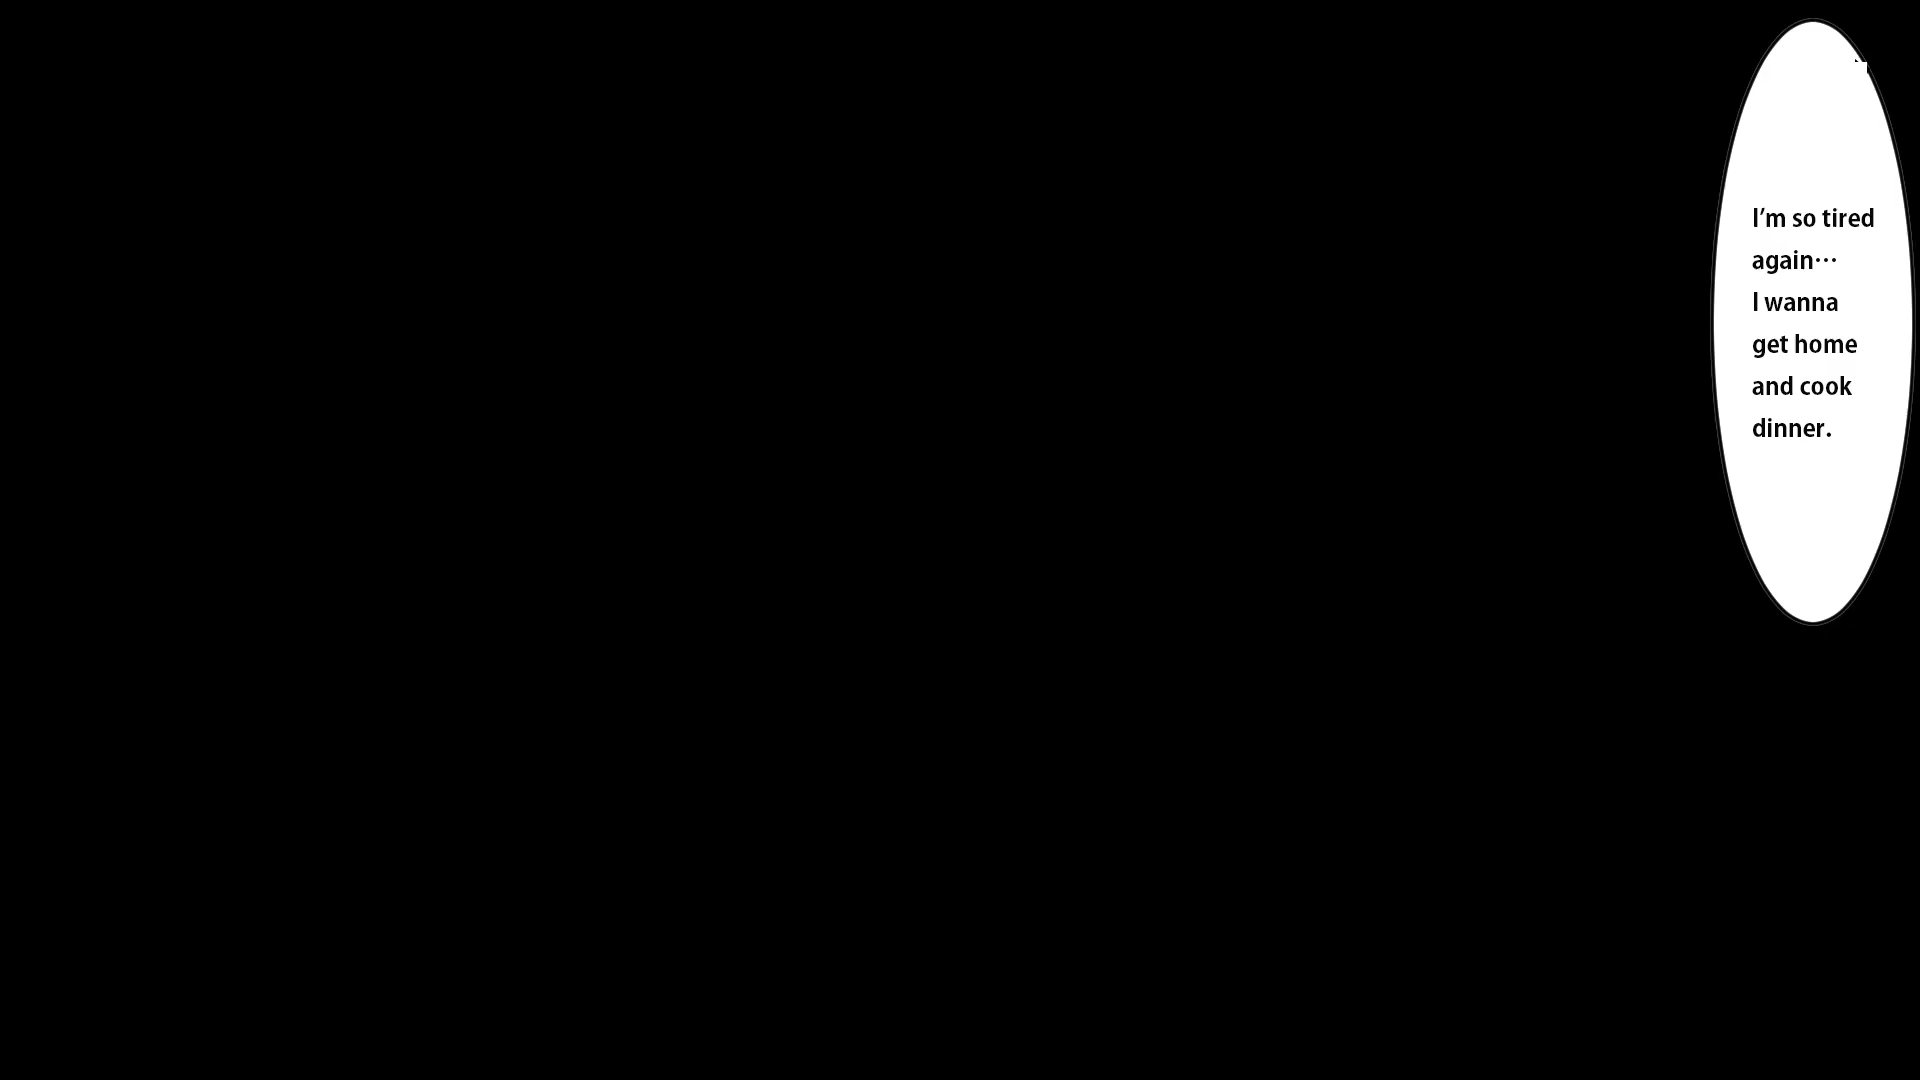 I’m so tired
again…
I wanna
get home
and cook
dinner.